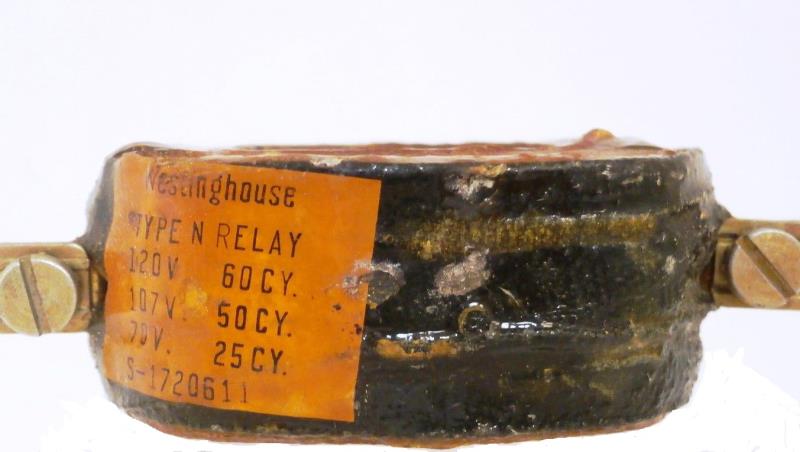 Westinghouse
TYPE N RELAY
120V 60CY.
107V. 50CY.
70V. 25CY.
S-1720611